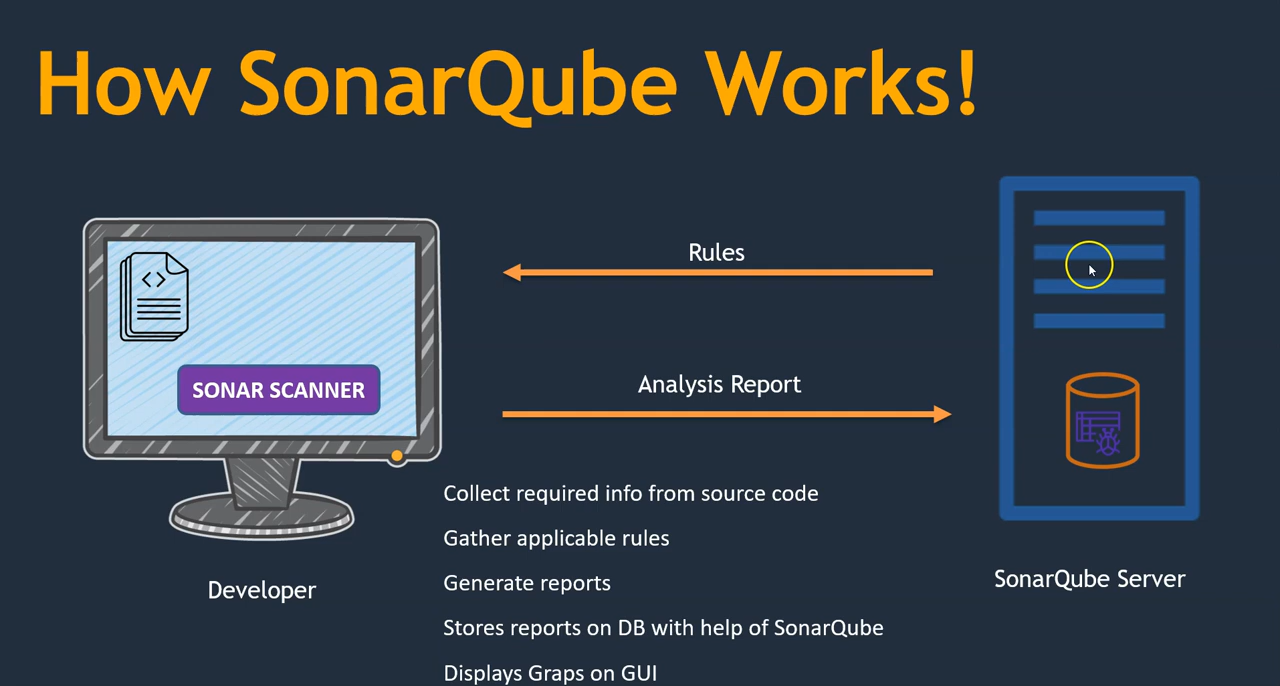 How SonarQube Works!
Rules
SONAR SCANNER
Analysis Report
Collect required info from source code
Gather applicable rules
Generate reports
Stores reports on DB with help of SonarQube
Displays Graps on GUI
Developer
SonarQube Server